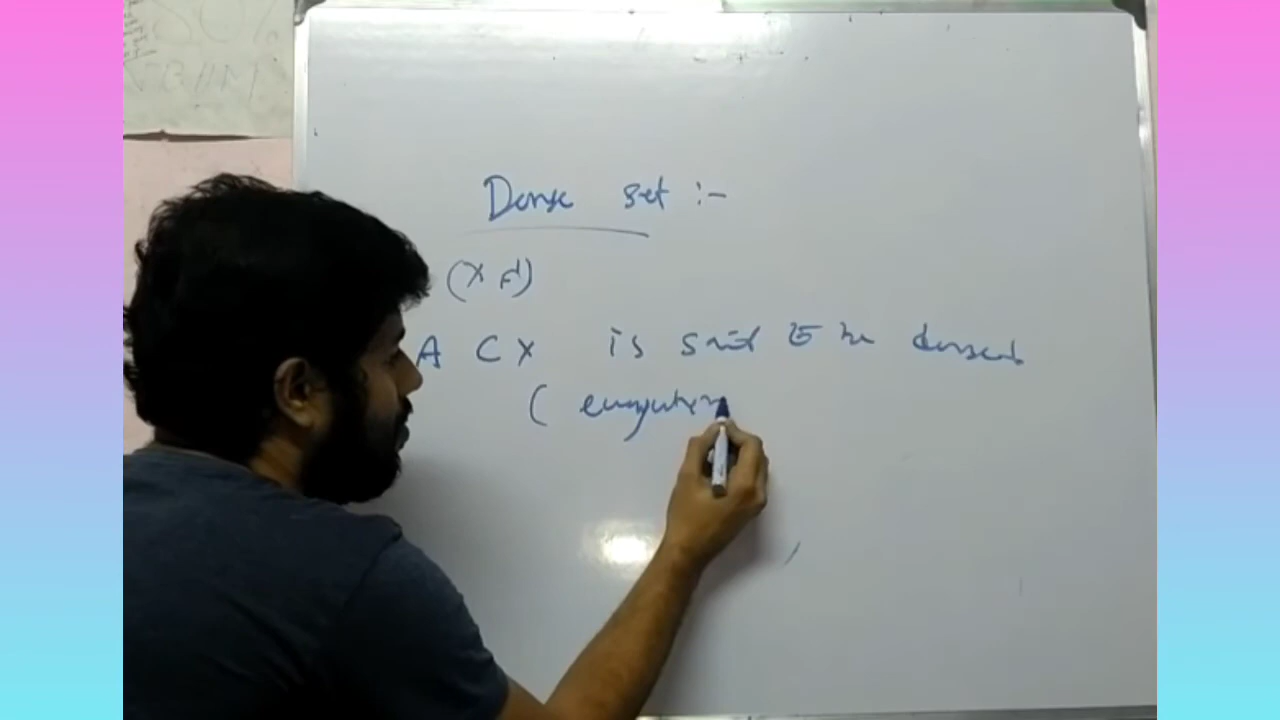 Dense set :-
(X, d)
A ⊂ X is said to be dense
( everywhere